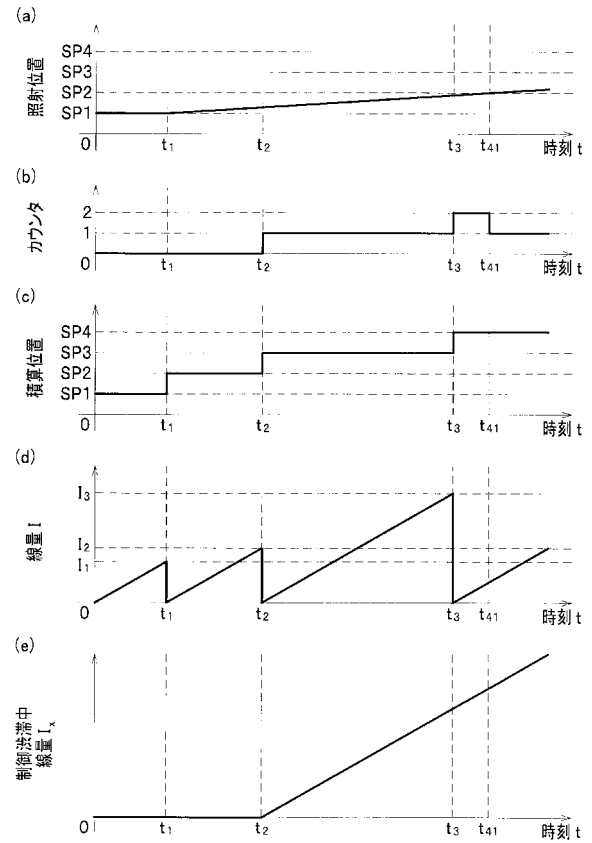 (a)
照射位置
SP4
SP3
SP2
SP1
0
t₁
t₂
t₃
t₄₁
時刻 t
(b)
カウンタ
2
1
0
t₁
t₂
t₃
t₄₁
時刻 t
(c)
積算位置
SP4
SP3
SP2
SP1
0
t₁
t₂
t₃
t₄₁
時刻 t
(d)
線量 I
I₃
I₂
I₁
0
t₁
t₂
t₃
t₄₁
時刻 t
(e)
制御渋滞中
線量 Iₓ
0
t₁
t₂
t₃
t₄₁
時刻 t